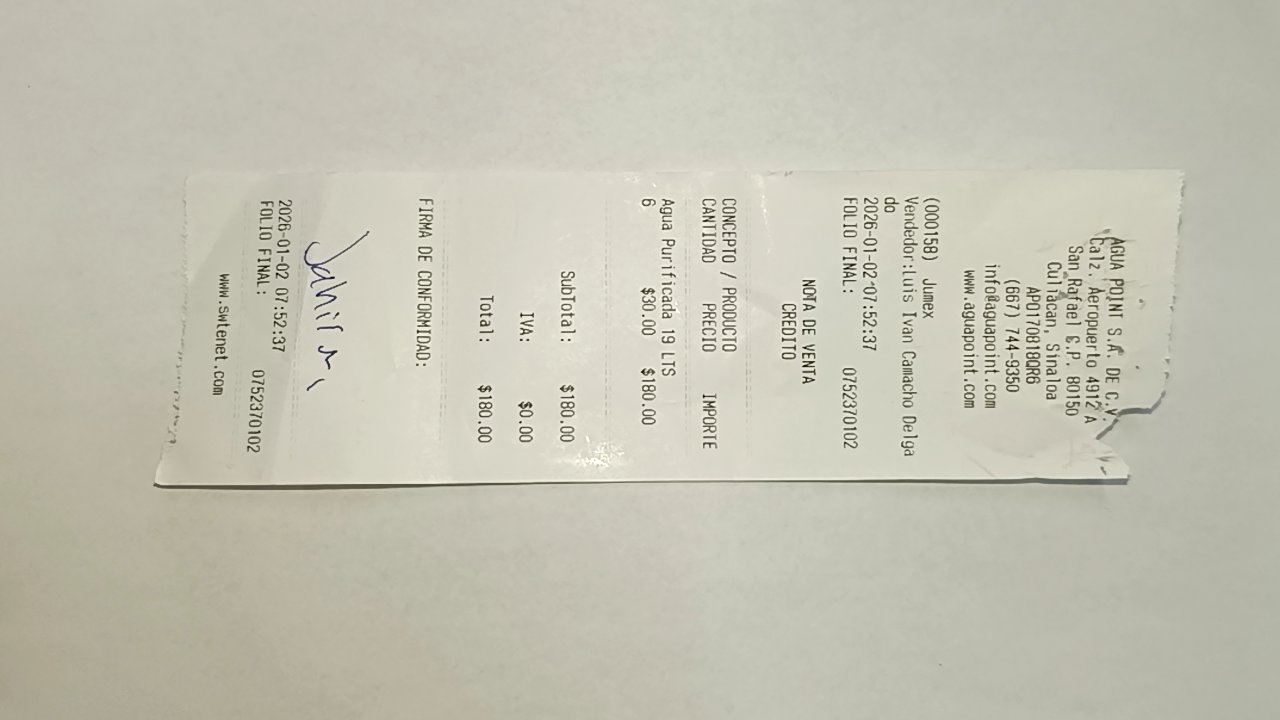 AGUA POINT S.A. DE C.V.
Calz. Aeropuerto 4912 A
San Rafael C.P. 80150
Culiacan, Sinaloa
APO170818QR6
(667) 744-9350
info@aguapoint.com
www.aguapoint.com
(000158) Jumex
Vendedor:Luis Ivan Camacho Delga
do
2026-01-02 07:52:37
FOLIO FINAL: 0752370102
NOTA DE VENTA
CREDITO
CONCEPTO / PRODUCTO
CANTIDAD PRECIO IMPORTE
Agua Purificada 19 LTS
6 $30.00 $180.00
SubTotal: $180.00
IVA: $0.00
Total: $180.00
FIRMA DE CONFORMIDAD:
2026-01-02 07:52:37
FOLIO FINAL: 0752370102
www.swtenet.com